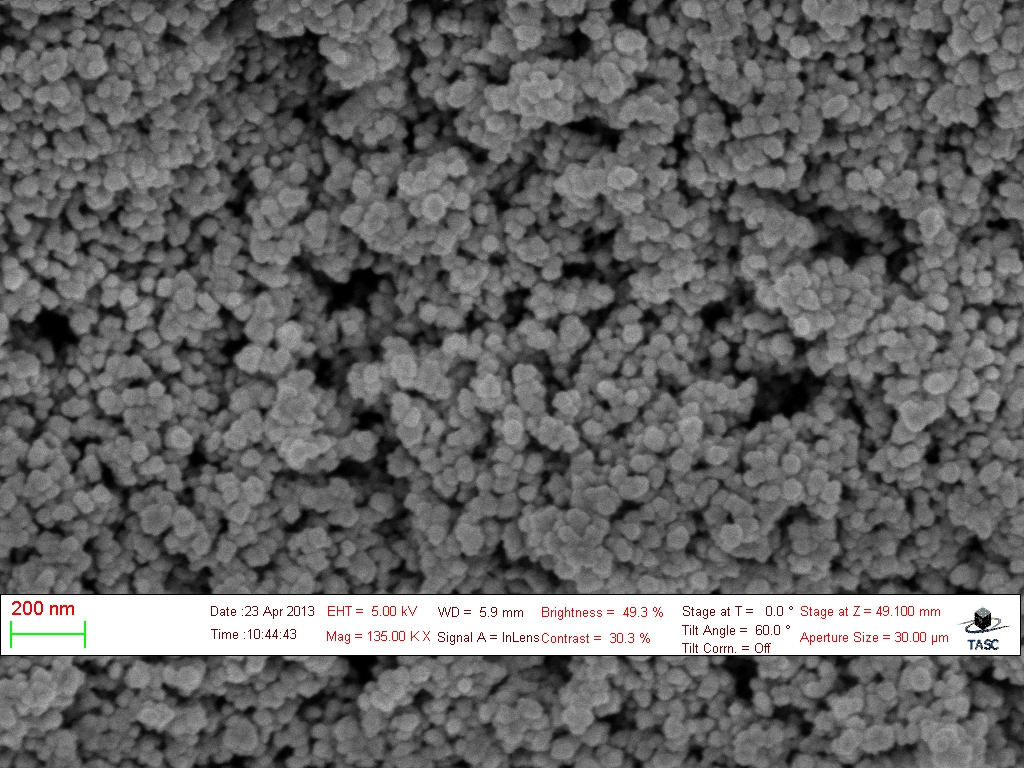 200 nm
Date :23 Apr 2013 EHT = 5.00 kV WD = 5.9 mm Brightness = 49.3 % Stage at T = 0.0 ° Stage at Z = 49.100 mm
Time :10:44:43 Mag = 135.00 K X Signal A = InLens Contrast = 30.3 % Tilt Angle = 60.0 ° Aperture Size = 30.00 µm
Tilt Corrn. = Off
TASC